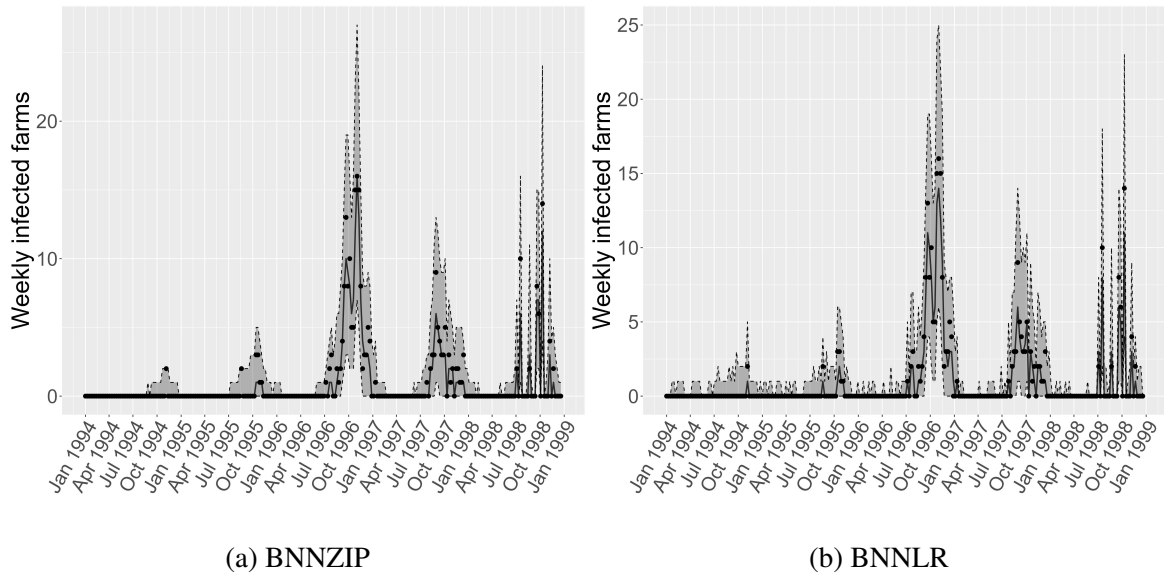 Weekly infected farms
20
10
0
Jan 1994
Apr 1994
Jul 1994
Oct 1994
Jan 1995
Apr 1995
Jul 1995
Oct 1995
Jan 1996
Apr 1996
Jul 1996
Oct 1996
Jan 1997
Apr 1997
Jul 1997
Oct 1997
Jan 1998
Apr 1998
Jul 1998
Oct 1998
Jan 1999
(a) BNNZIP
Weekly infected farms
25
20
15
10
5
0
Jan 1994
Apr 1994
Jul 1994
Oct 1994
Jan 1995
Apr 1995
Jul 1995
Oct 1995
Jan 1996
Apr 1996
Jul 1996
Oct 1996
Jan 1997
Apr 1997
Jul 1997
Oct 1997
Jan 1998
Apr 1998
Jul 1998
Oct 1998
Jan 1999
(b) BNNLR